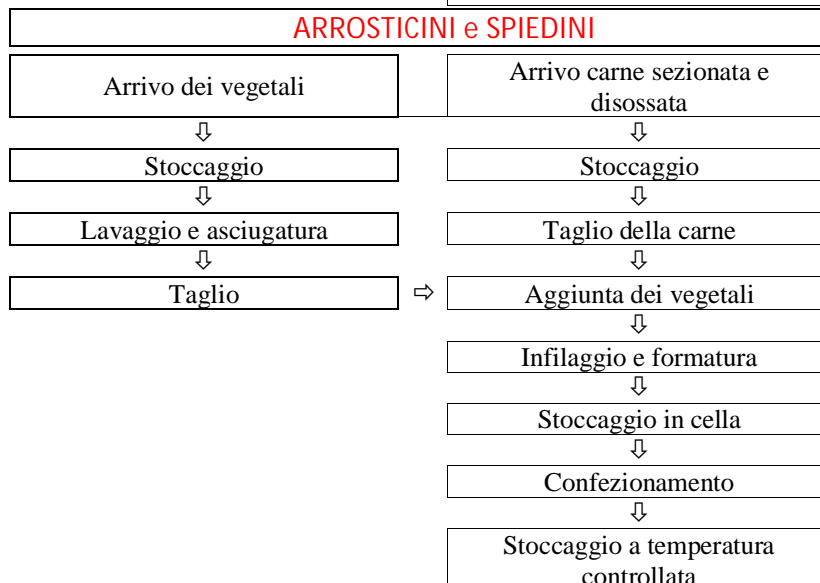 ARROSTICINI e SPIEDINI
Arrivo dei vegetali
Arrivo carne sezionata e
disossata
⇩ ⇩
Stoccaggio
Stoccaggio
⇩ ⇩
Lavaggio e asciugatura
Taglio della carne
⇩ ⇩
Taglio
⇨
Aggiunta dei vegetali
⇩
Infilaggio e formatura
⇩
Stoccaggio in cella
⇩
Confezionamento
⇩
Stoccaggio a temperatura
controllata